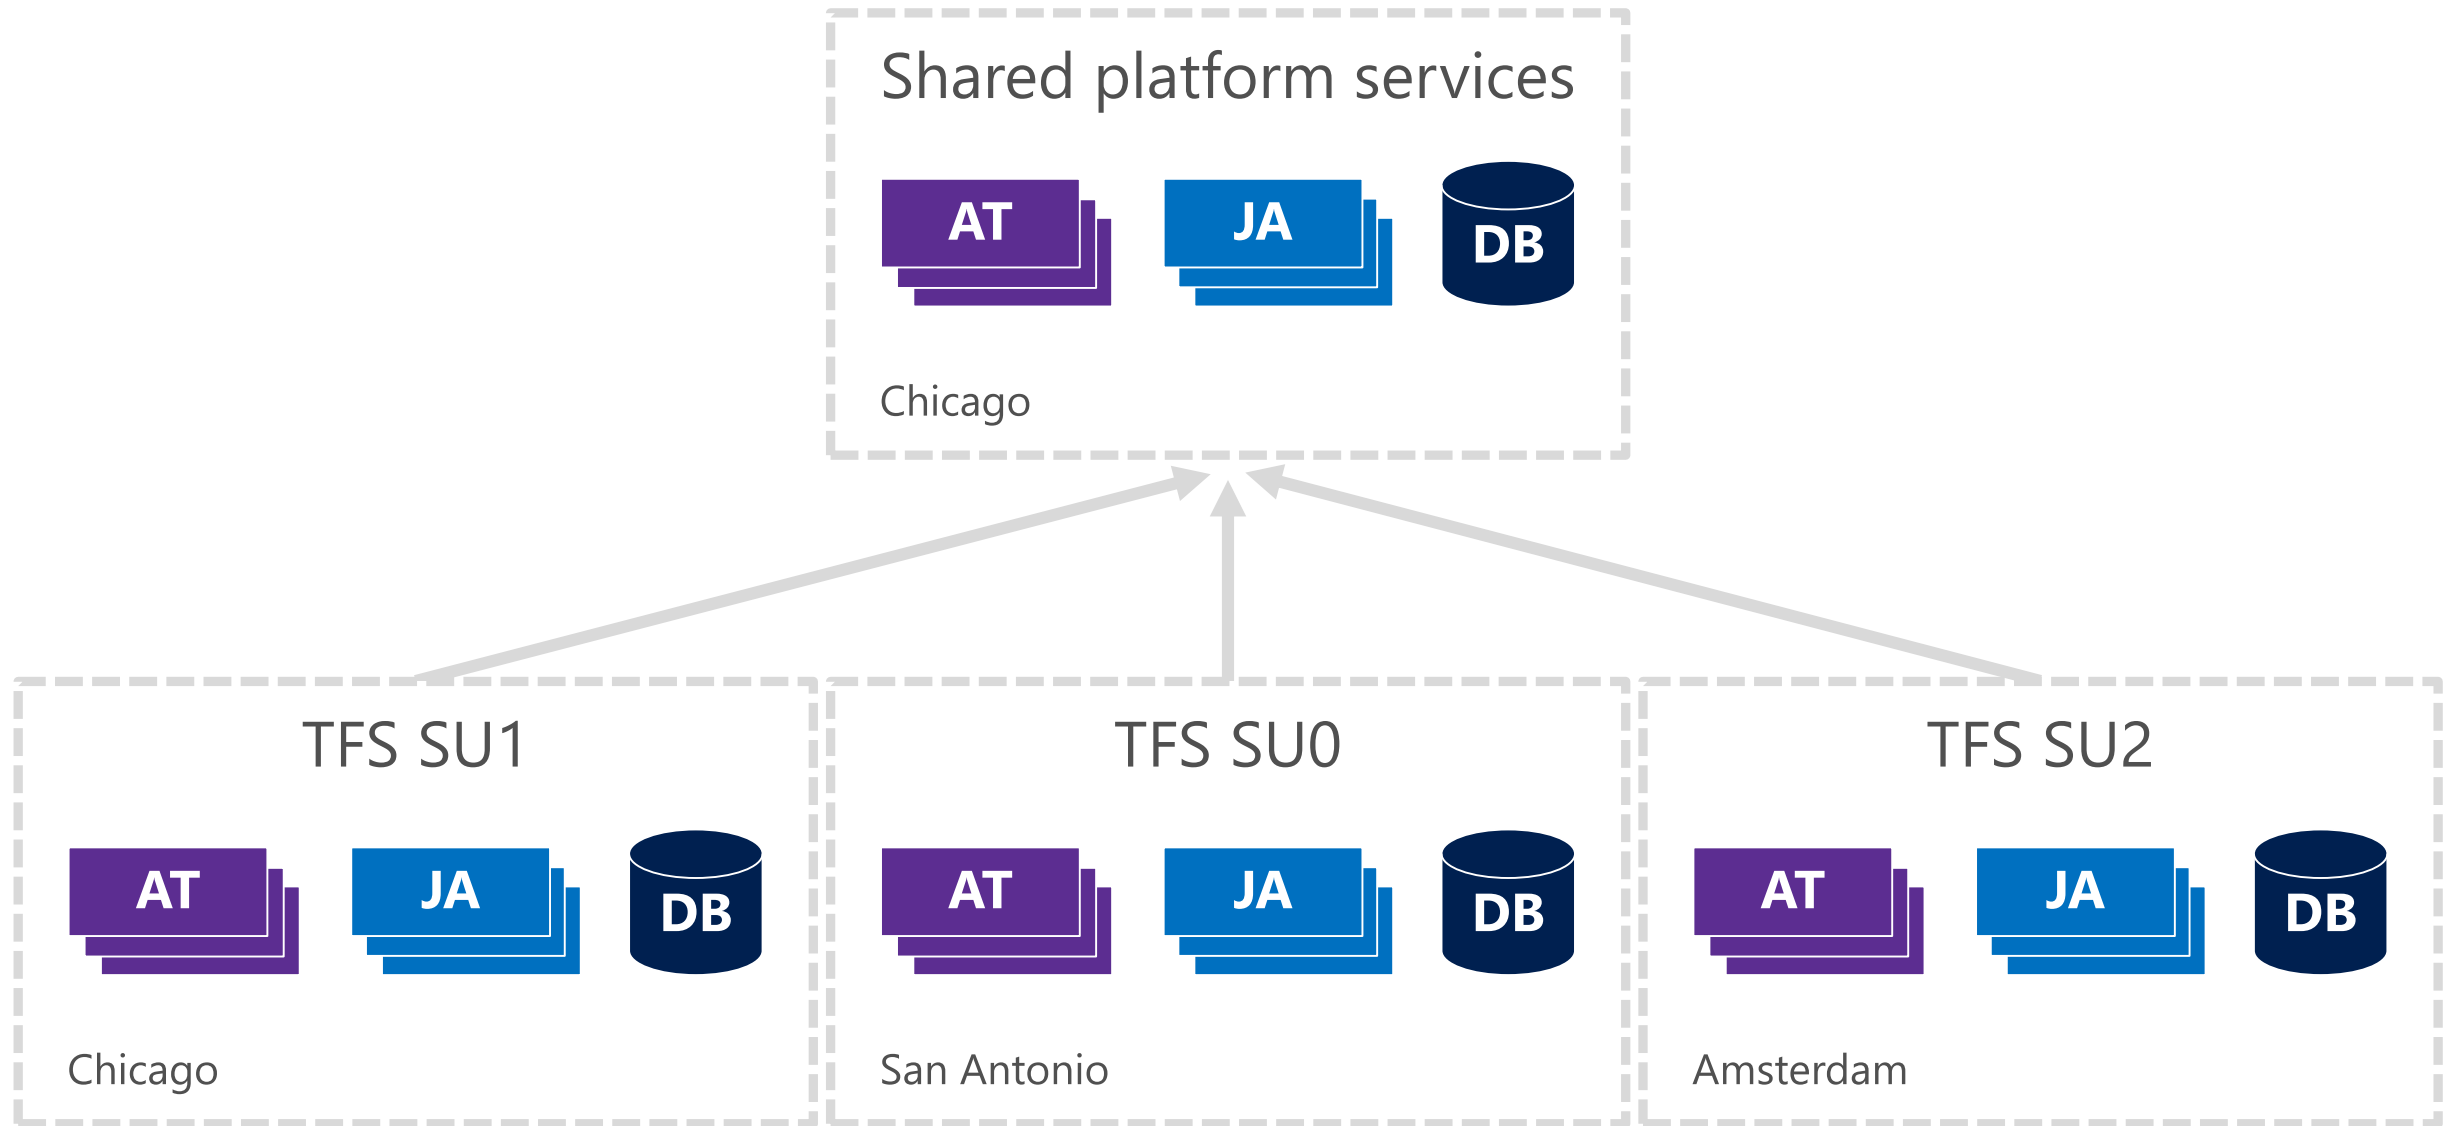 Shared platform services
AT
JA
DB
Chicago
TFS SU1
AT
JA
DB
Chicago
TFS SU0
AT
JA
DB
San Antonio
TFS SU2
AT
JA
DB
Amsterdam